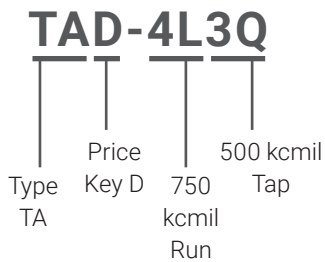 TAD-4L3Q
Type
TA
Price
Key D
750
kcmil
Run
500 kcmil
Tap